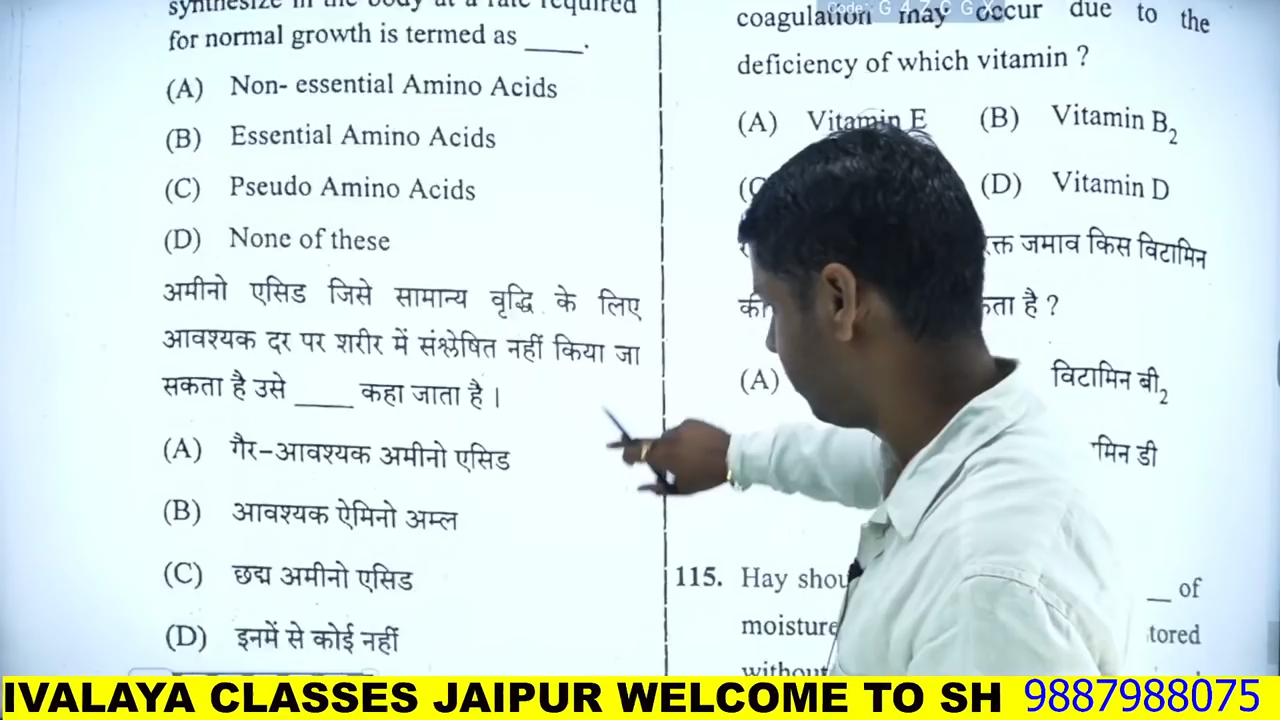 synthesize in the body at a rate required
for normal growth is termed as ____.
(A) Non- essential Amino Acids
(B) Essential Amino Acids
(C) Pseudo Amino Acids
(D) None of these
अमीनो एसिड जिसे सामान्य वृद्धि के लिए
आवश्यक दर पर शरीर में संश्लेषित नहीं किया जा
सकता है उसे ____ कहा जाता है ।
(A) गैर-आवश्यक अमीनो एसिड
(B) आवश्यक ऐमिनो अम्ल
(C) छद्म अमीनो एसिड
(D) इनमें से कोई नहीं
Code: G 4 Z C G X
coagulation may occur due to the
deficiency of which vitamin ?
(A) Vitamin E (B) Vitamin B2
(D) Vitamin D
रक्त जमाव किस विटामिन
की है ?
(A) विटामिन बी2
डी
115. Hay of
moisture
without
IVALAYA CLASSES JAIPUR WELCOME TO SH 9887988075